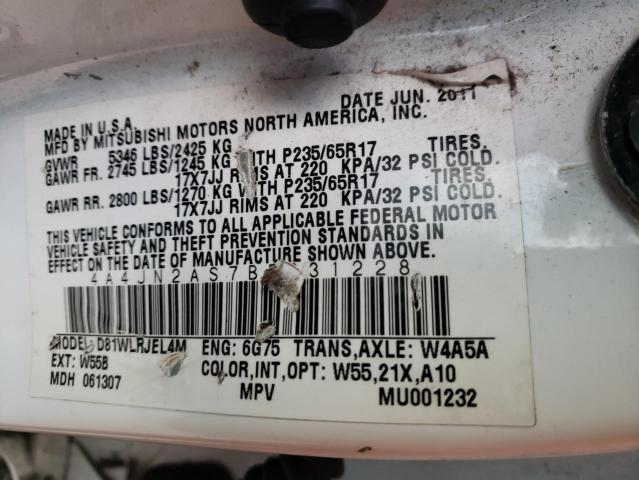 MADE IN U.S.A. DATE JUN. 2011
MFD BY MITSUBISHI MOTORS NORTH AMERICA, INC.
GVWR 5346 LBS/2425 KG
GAWR FR. 2745 LBS/1245 KG WITH P235/65R17 TIRES.
17X7JJ RIMS AT 220 KPA/32 PSI COLD.
GAWR RR. 2800 LBS/1270 KG WITH P235/65R17 TIRES.
17X7JJ RIMS AT 220 KPA/32 PSI COLD.
THIS VEHICLE CONFORMS TO ALL APPLICABLE FEDERAL MOTOR
VEHICLE SAFETY AND THEFT PREVENTION STANDARDS IN
EFFECT ON THE DATE OF MANUFACTURE SHOWN ABOVE.
4A4JN2AS7B 31228
MODEL: D81WLRJEL4M ENG: 6G75 TRANS,AXLE: W4A5A
EXT: W55B COLOR,INT,OPT: W55,21X,A10
MDH 061307 MPV MU001232